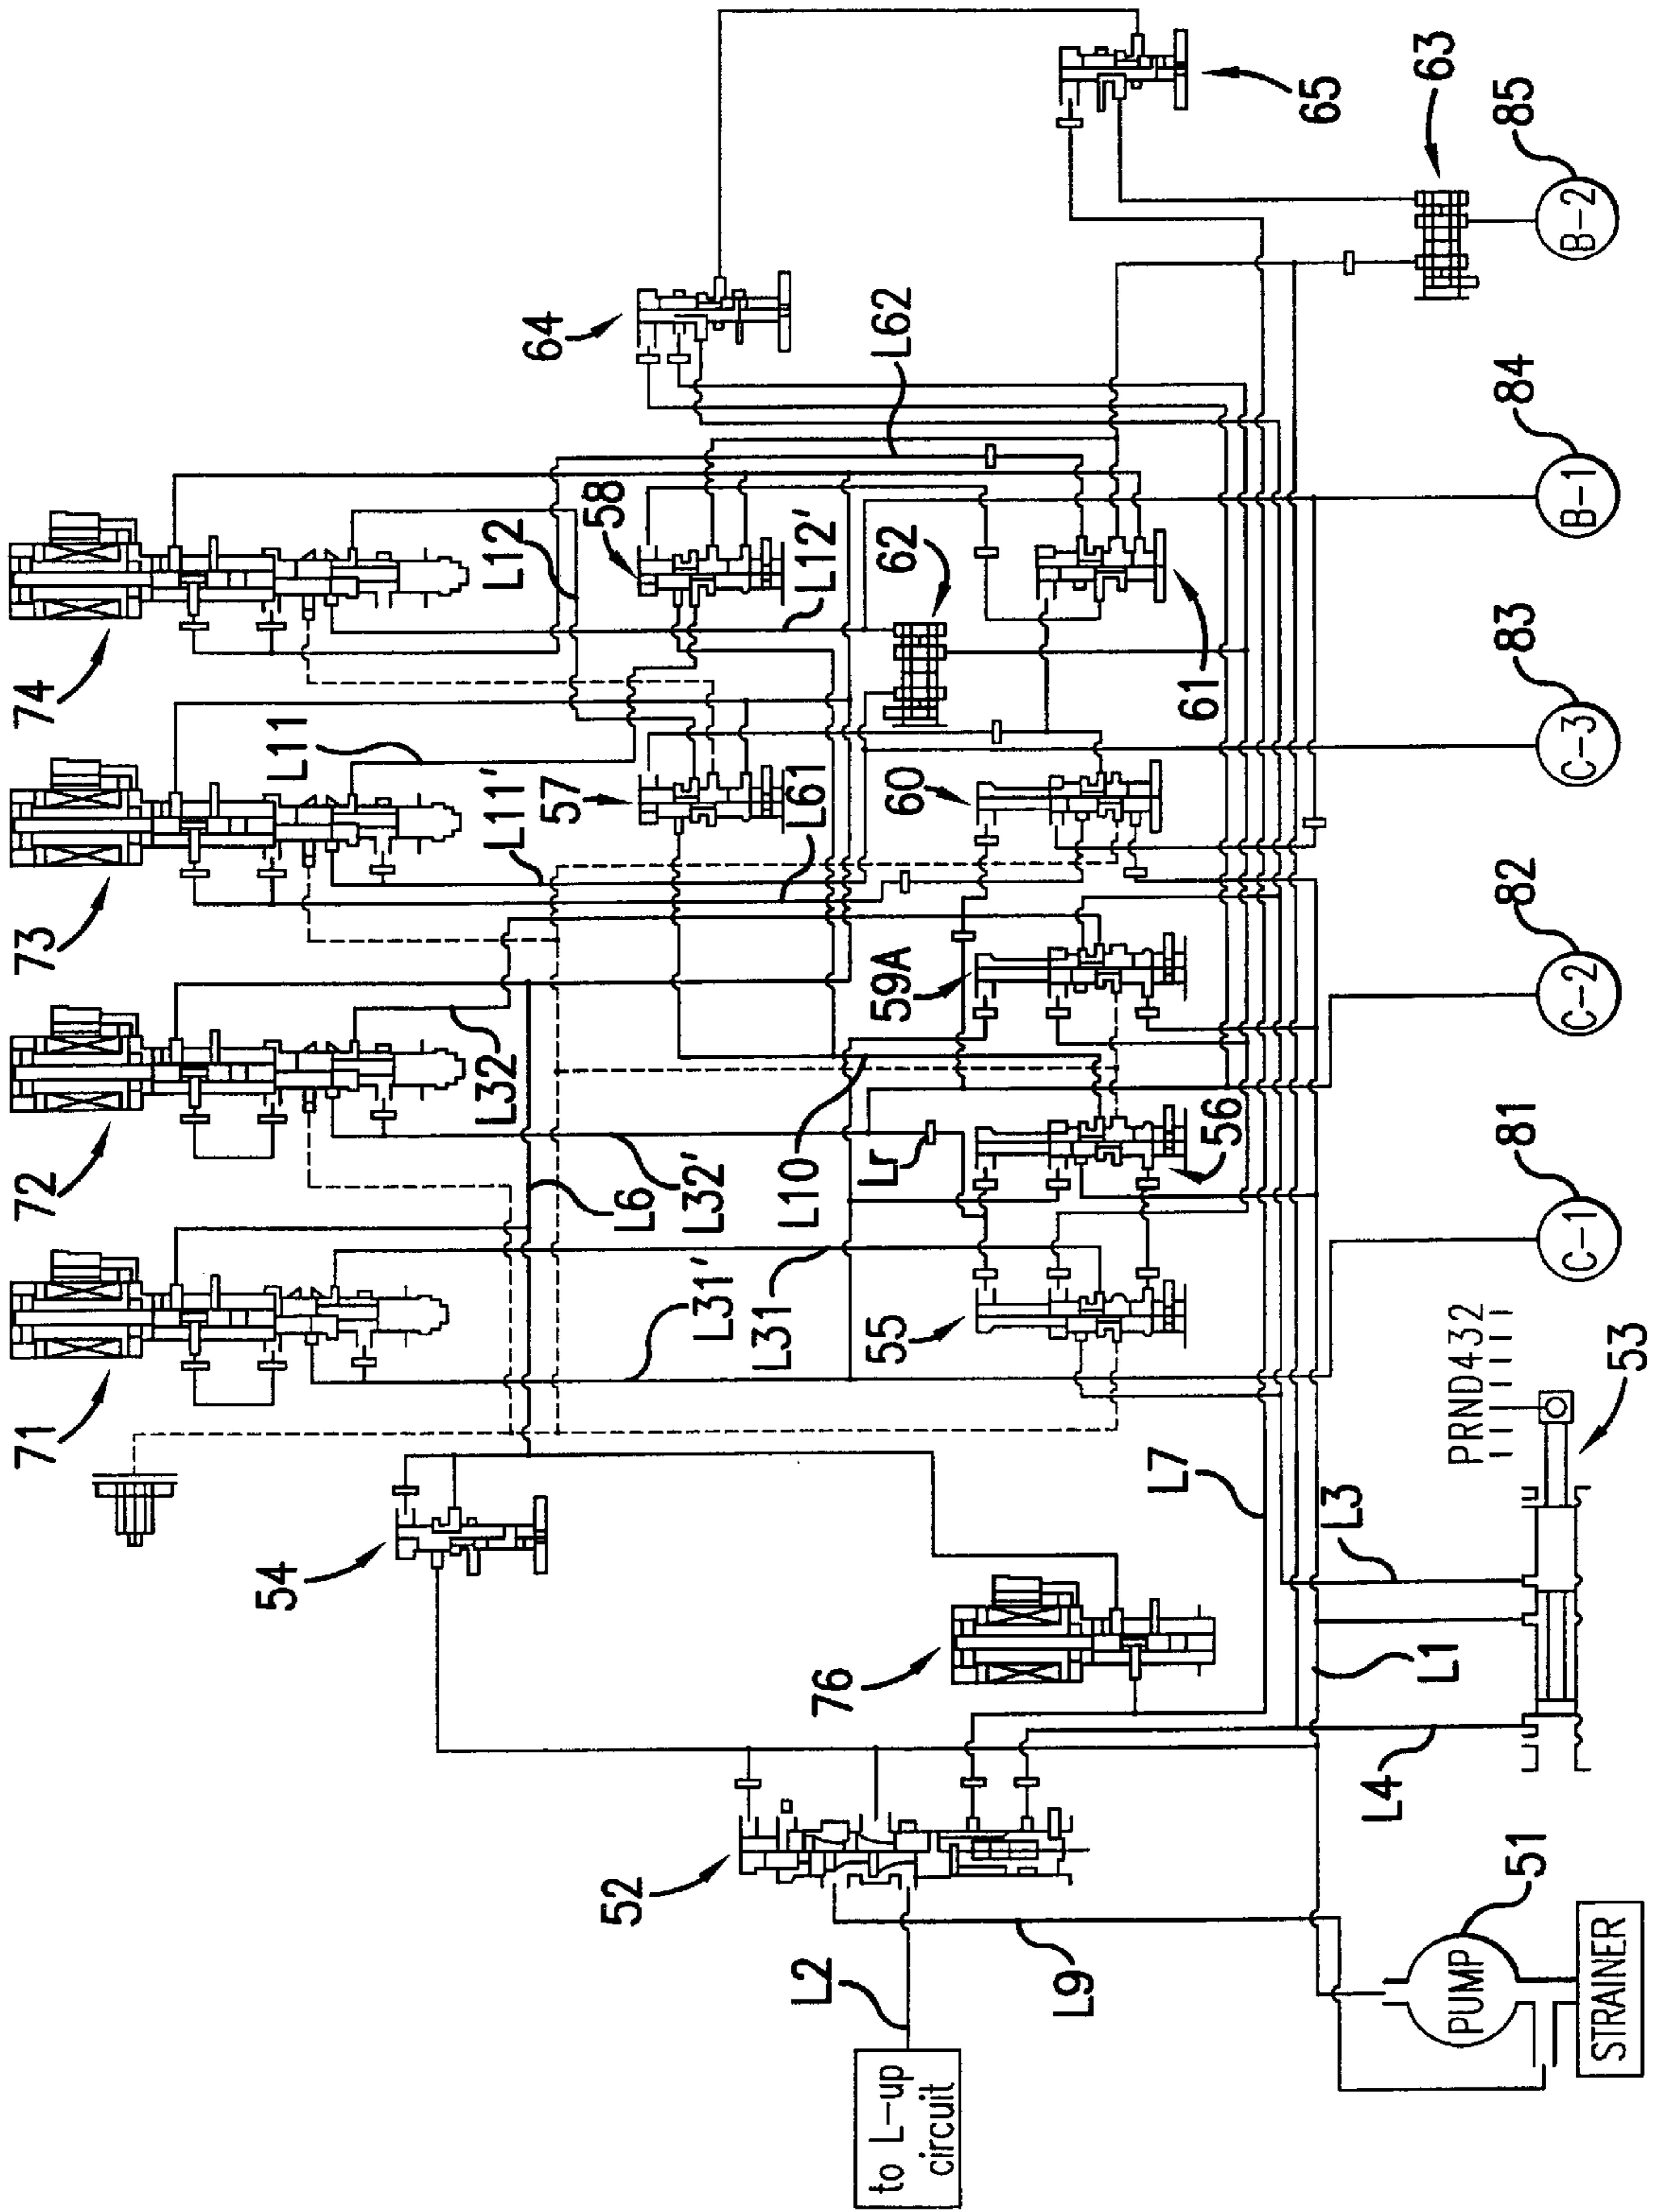 71
72
73
74
54
76
52
to L-up
circuit
L2
L9
L31'
L31
L32'
L32
L6
L10
Lr
L11'
L11
L61
L12
L12'
L62
57
58
55
56
59A
60
61
62
64
65
63
L7
L1
L3
L4
PRND432
53
51
PUMP
STRAINER
C-1
81
C-2
82
C-3
83
B-1
84
B-2
85